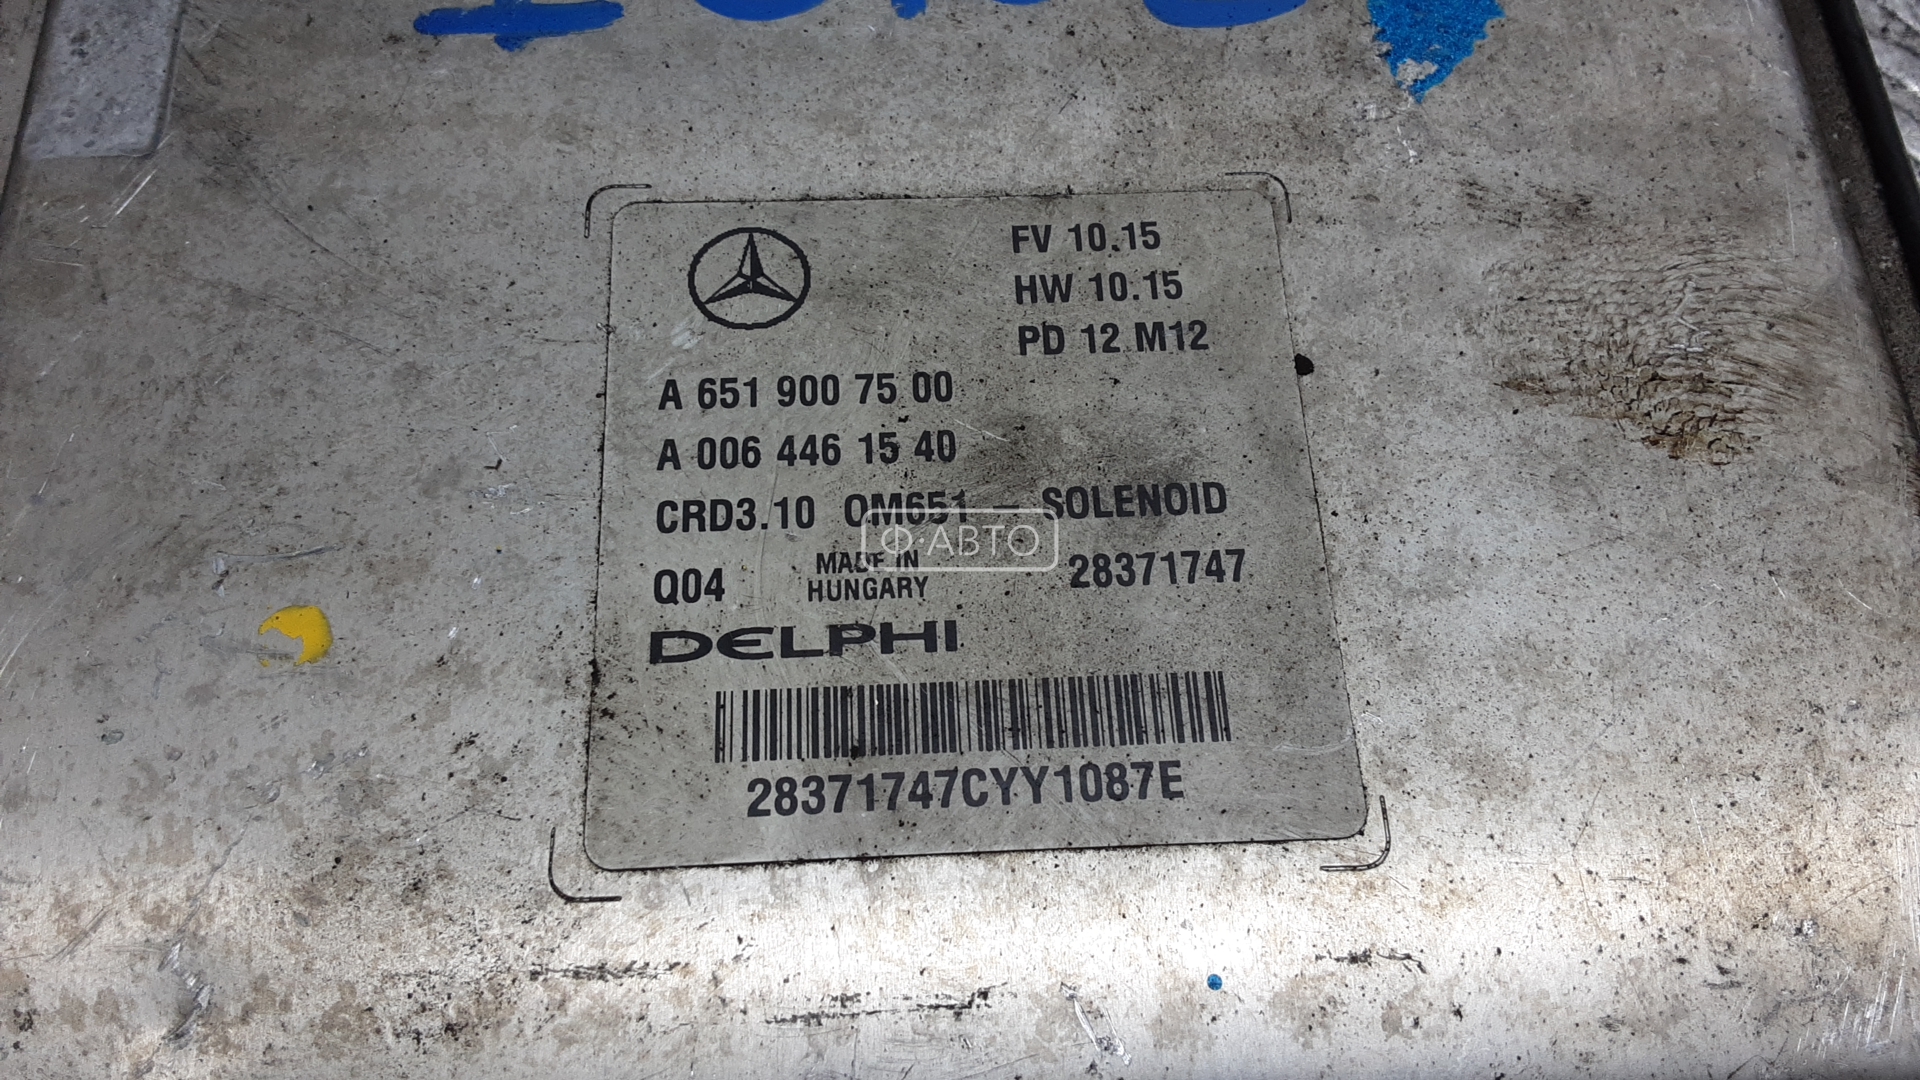 FV 10.15
HW 10.15
PD 12 M12
A 651 900 75 00
A 006 446 15 40
CRD3.10 OM651 – SOLENOID
Ф·АВТО
Q04 MADE IN HUNGARY 28371747
DELPHI
28371747CYY1087E